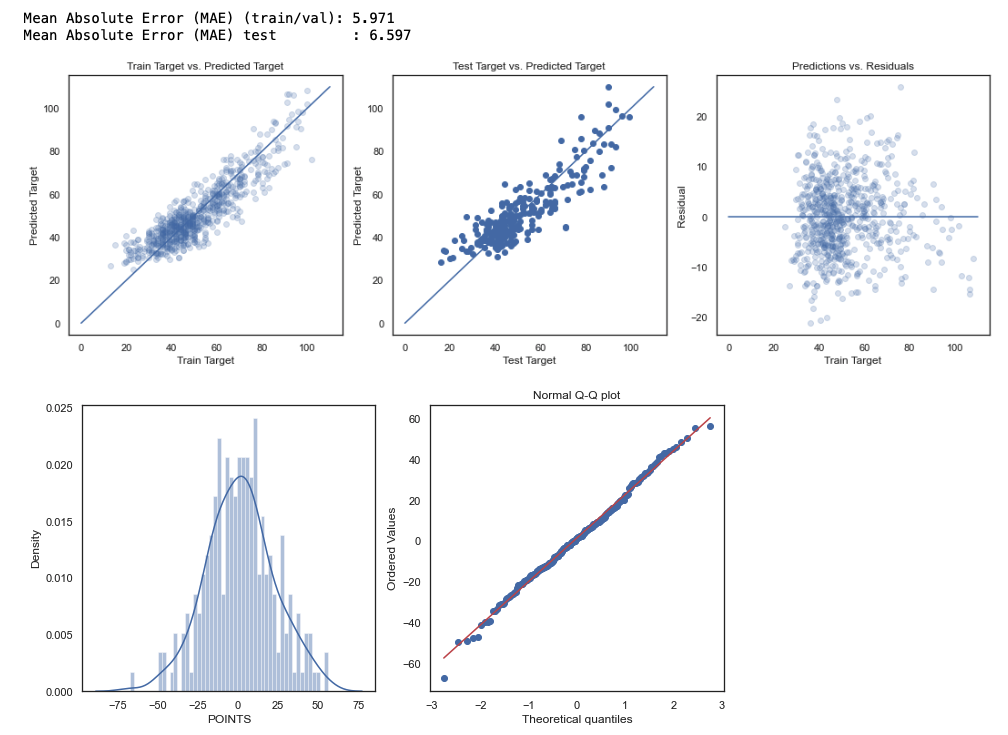 Mean Absolute Error (MAE) (train/val): 5.971
Mean Absolute Error (MAE) test : 6.597
Train Target vs. Predicted Target
Predicted Target
100
80
60
40
20
0
0 20 40 60 80 100
Train Target
Test Target vs. Predicted Target
Predicted Target
100
80
60
40
20
0
0 20 40 60 80 100
Test Target
Predictions vs. Residuals
Residual
20
10
0
−10
−20
0 20 40 60 80 100
Train Target
Density
0.025
0.020
0.015
0.010
0.005
0.000
−75 −50 −25 0 25 50 75
POINTS
Normal Q-Q plot
Ordered Values
60
40
20
0
−20
−40
−60
−3 −2 −1 0 1 2 3
Theoretical quantiles